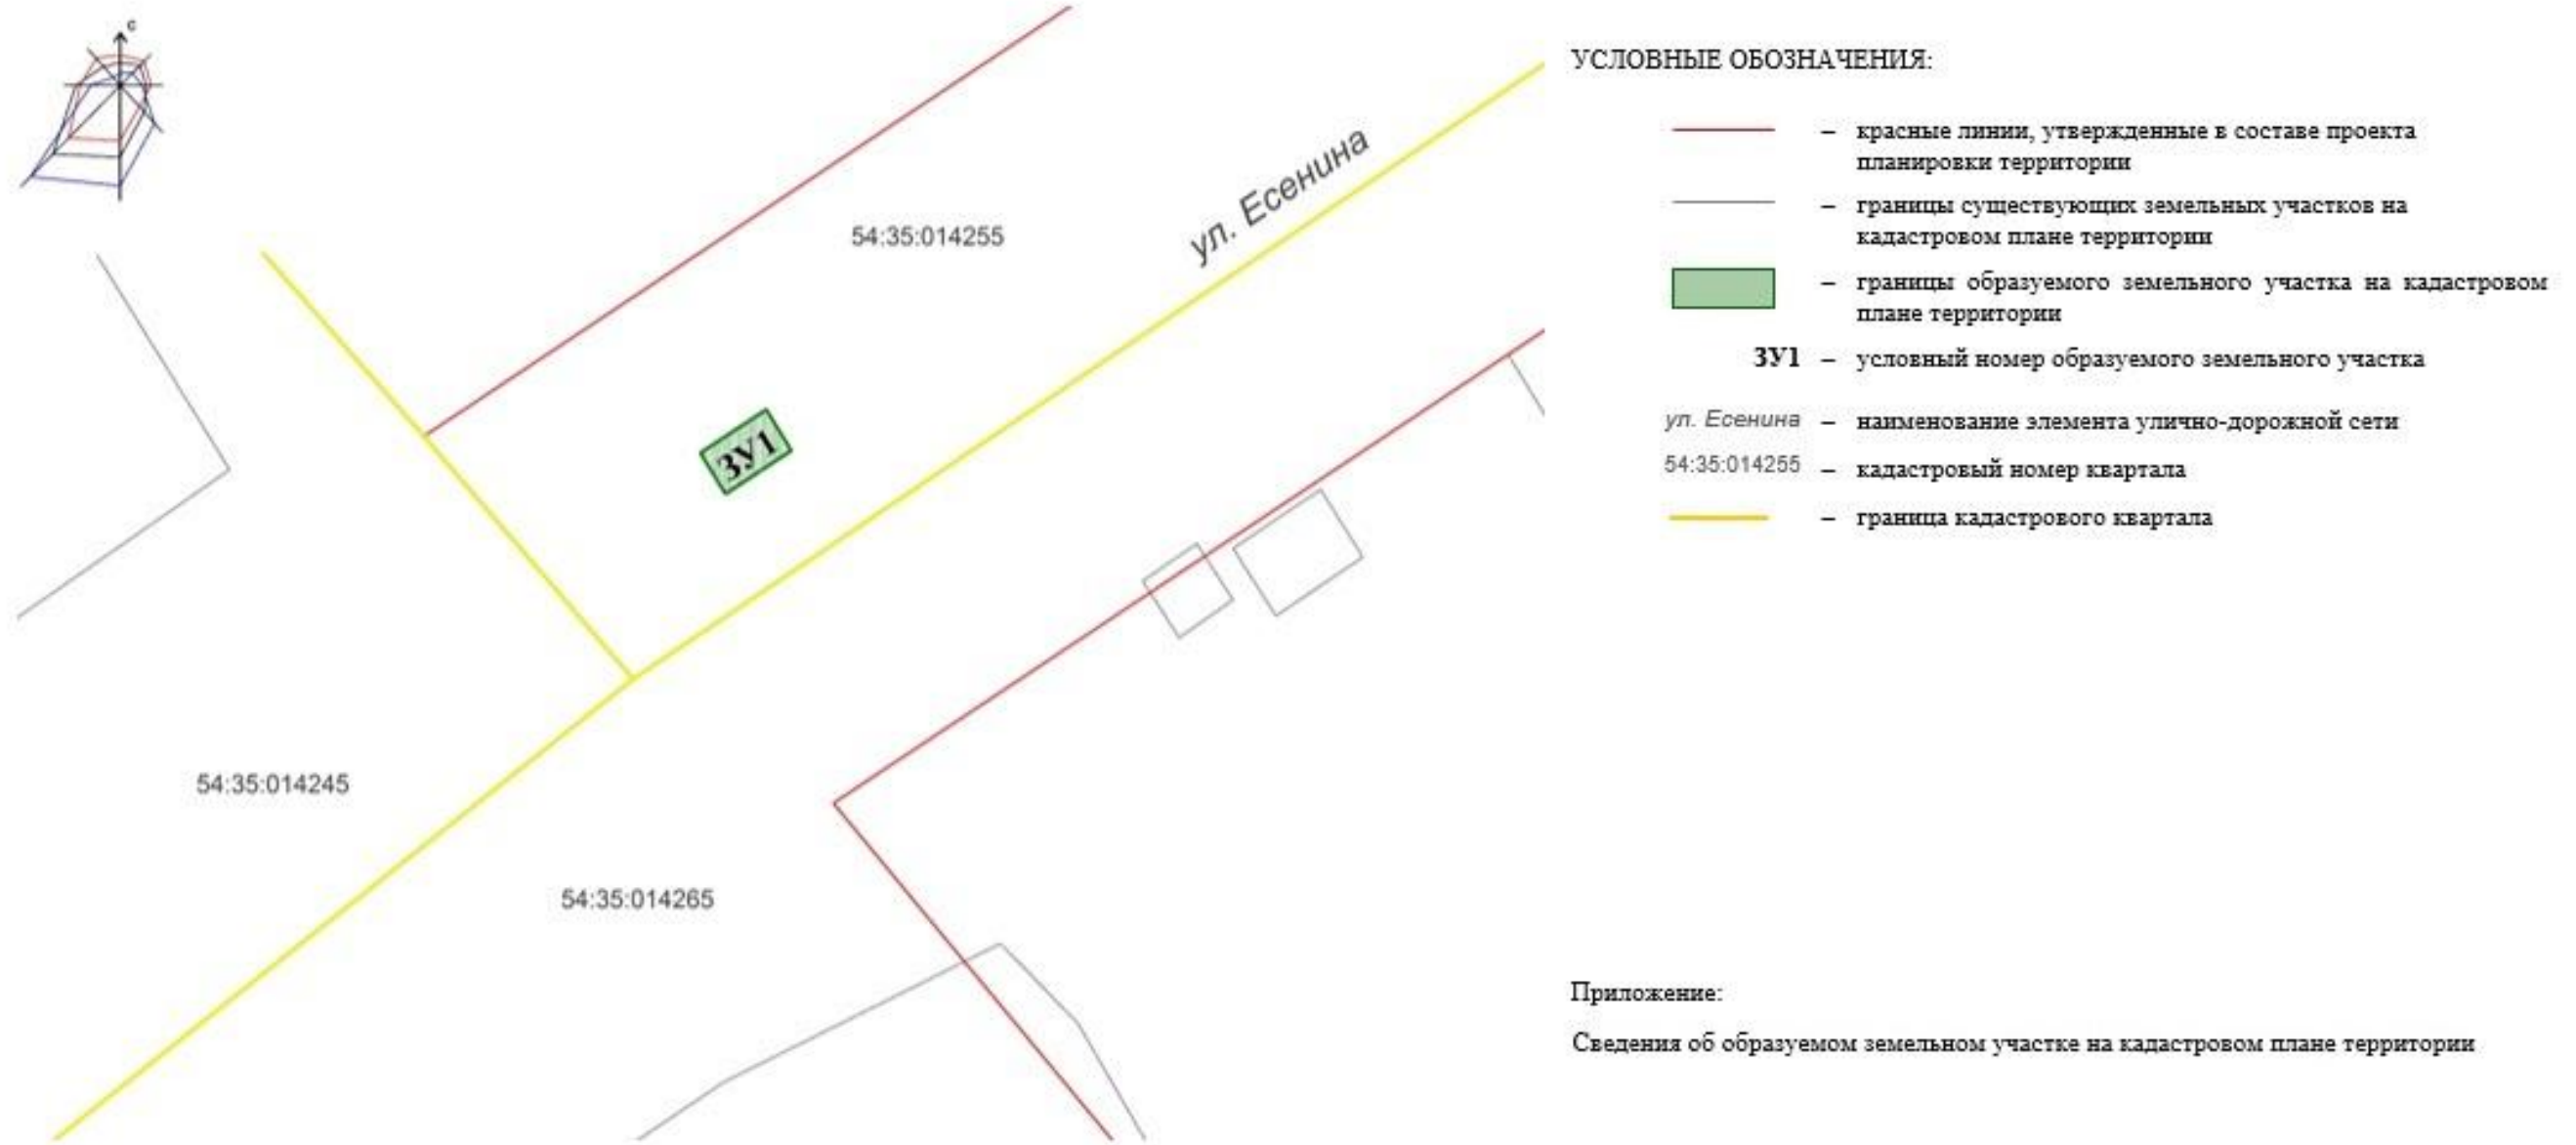 с
54:35:014255
ул. Есенина
ЗУ1
54:35:014245
54:35:014265
УСЛОВНЫЕ ОБОЗНАЧЕНИЯ:
– красные линии, утвержденные в составе проекта
планировки территории
– границы существующих земельных участков на
кадастровом плане территории
– границы образуемого земельного участка на кадастровом
плане территории
ЗУ1 – условный номер образуемого земельного участка
ул. Есенина – наименование элемента улично-дорожной сети
54:35:014255 – кадастровый номер квартала
– граница кадастрового квартала
Приложение:
Сведения об образуемом земельном участке на кадастровом плане территории